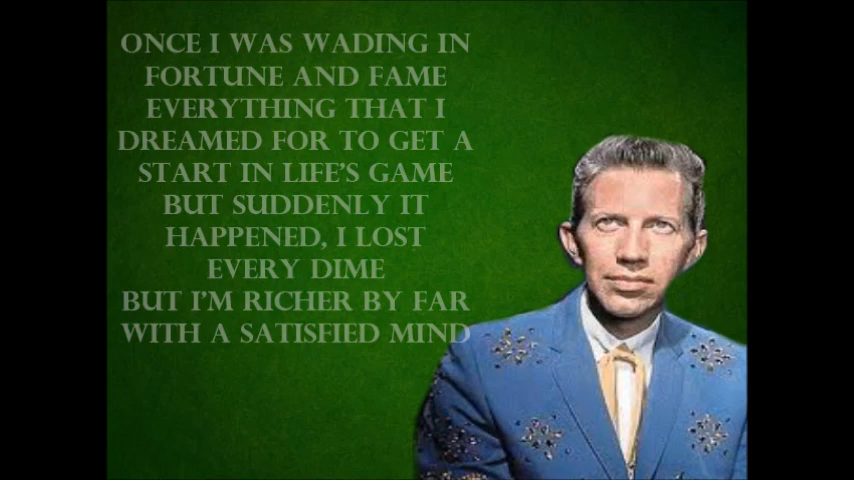 ONCE I WAS WADING IN
FORTUNE AND FAME
EVERYTHING THAT I
DREAMED FOR TO GET A
START IN LIFE'S GAME
BUT SUDDENLY IT
HAPPENED, I LOST
EVERY DIME
BUT I'M RICHER BY FAR
WITH A SATISFIED MIND